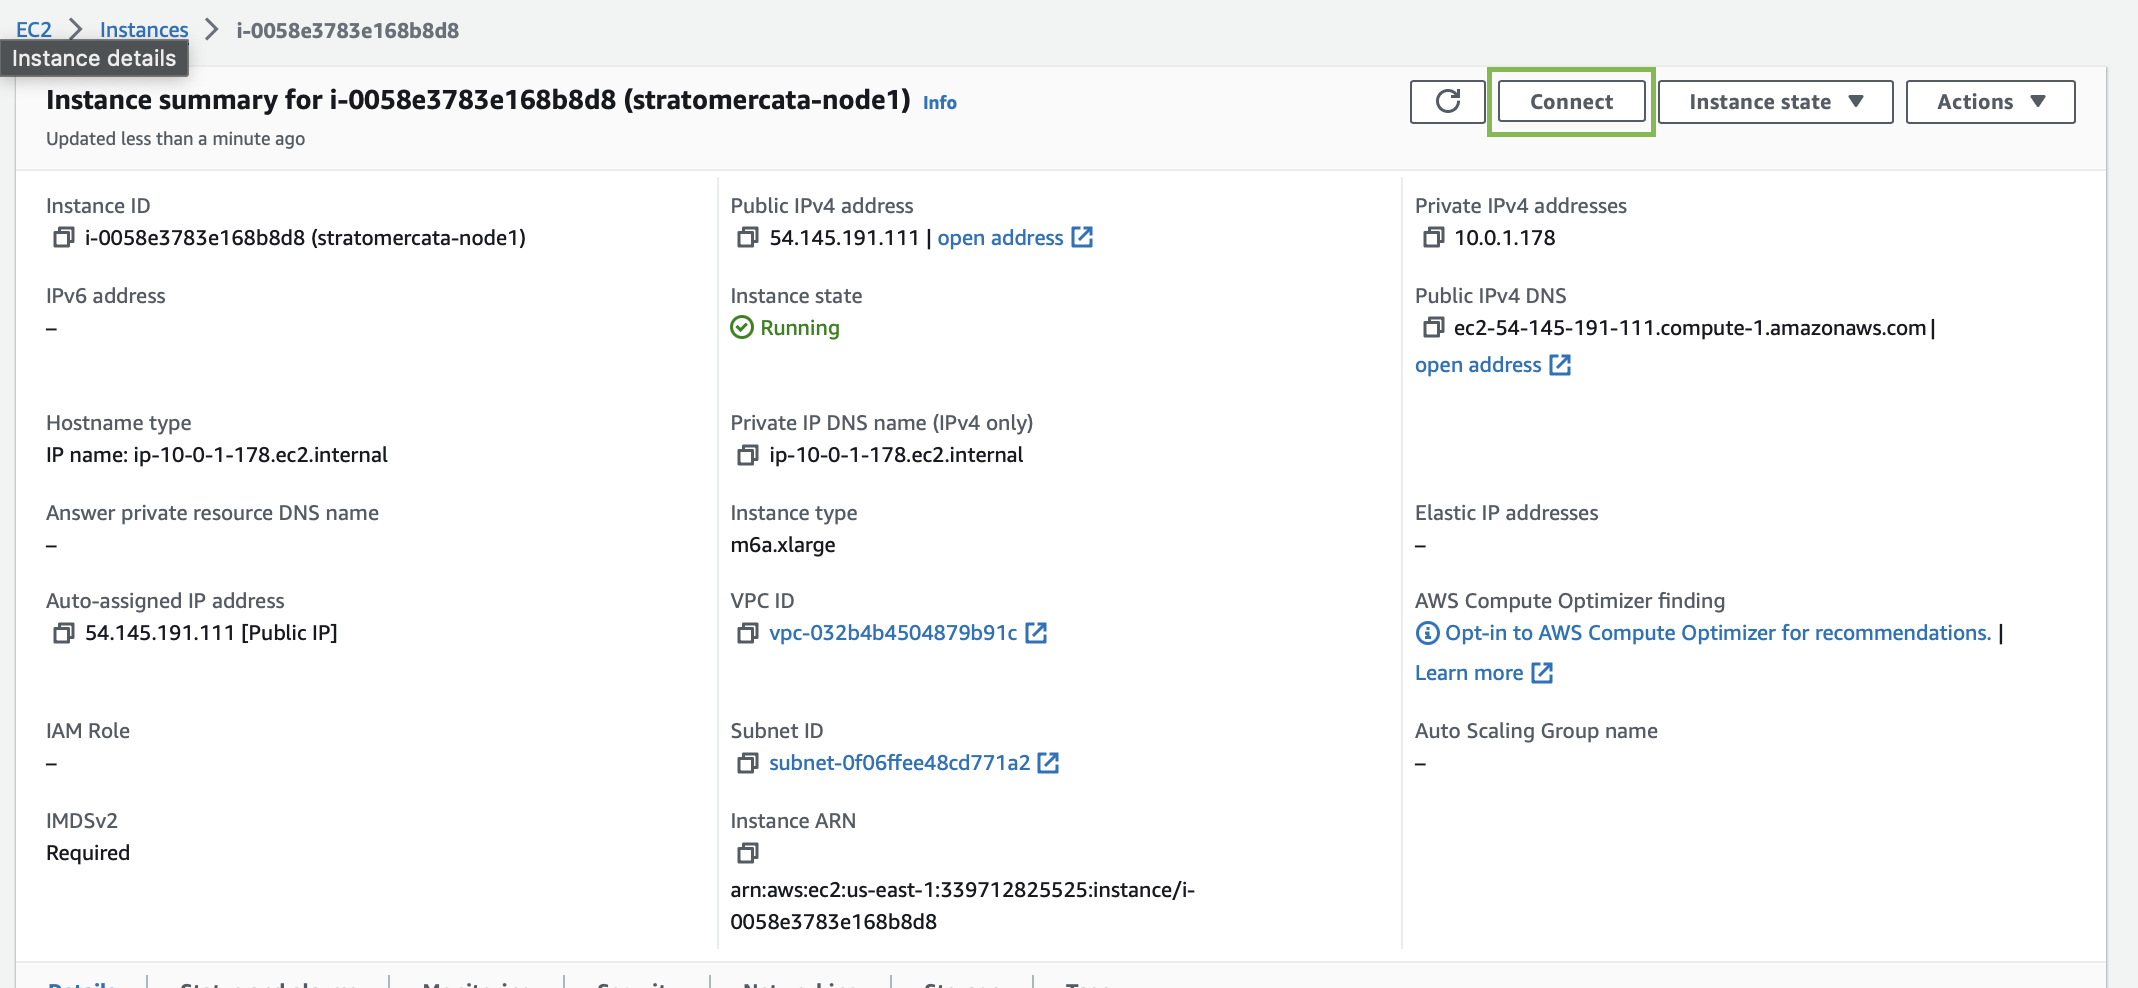 EC2 > Instances > i-0058e3783e168b8d8
Instance details
Instance summary for i-0058e3783e168b8d8 (stratomercata-node1) Info
Updated less than a minute ago
Connect
Instance state
Actions
Instance ID
i-0058e3783e168b8d8 (stratomercata-node1)
Public IPv4 address
54.145.191.111 | open address
Private IPv4 addresses
10.0.1.178
IPv6 address
–
Instance state
Running
Public IPv4 DNS
ec2-54-145-191-111.compute-1.amazonaws.com |
open address
Hostname type
IP name: ip-10-0-1-178.ec2.internal
Private IP DNS name (IPv4 only)
ip-10-0-1-178.ec2.internal
Answer private resource DNS name
–
Instance type
m6a.xlarge
Elastic IP addresses
–
Auto-assigned IP address
54.145.191.111 [Public IP]
VPC ID
vpc-032b4b4504879b91c
AWS Compute Optimizer finding
Opt-in to AWS Compute Optimizer for recommendations. |
Learn more
IAM Role
–
Subnet ID
subnet-0f06ffee48cd771a2
Auto Scaling Group name
–
IMDSv2
Required
Instance ARN
arn:aws:ec2:us-east-1:339712825525:instance/i-
0058e3783e168b8d8
Details
Monitoring
Security
Networking
Storage
Tags